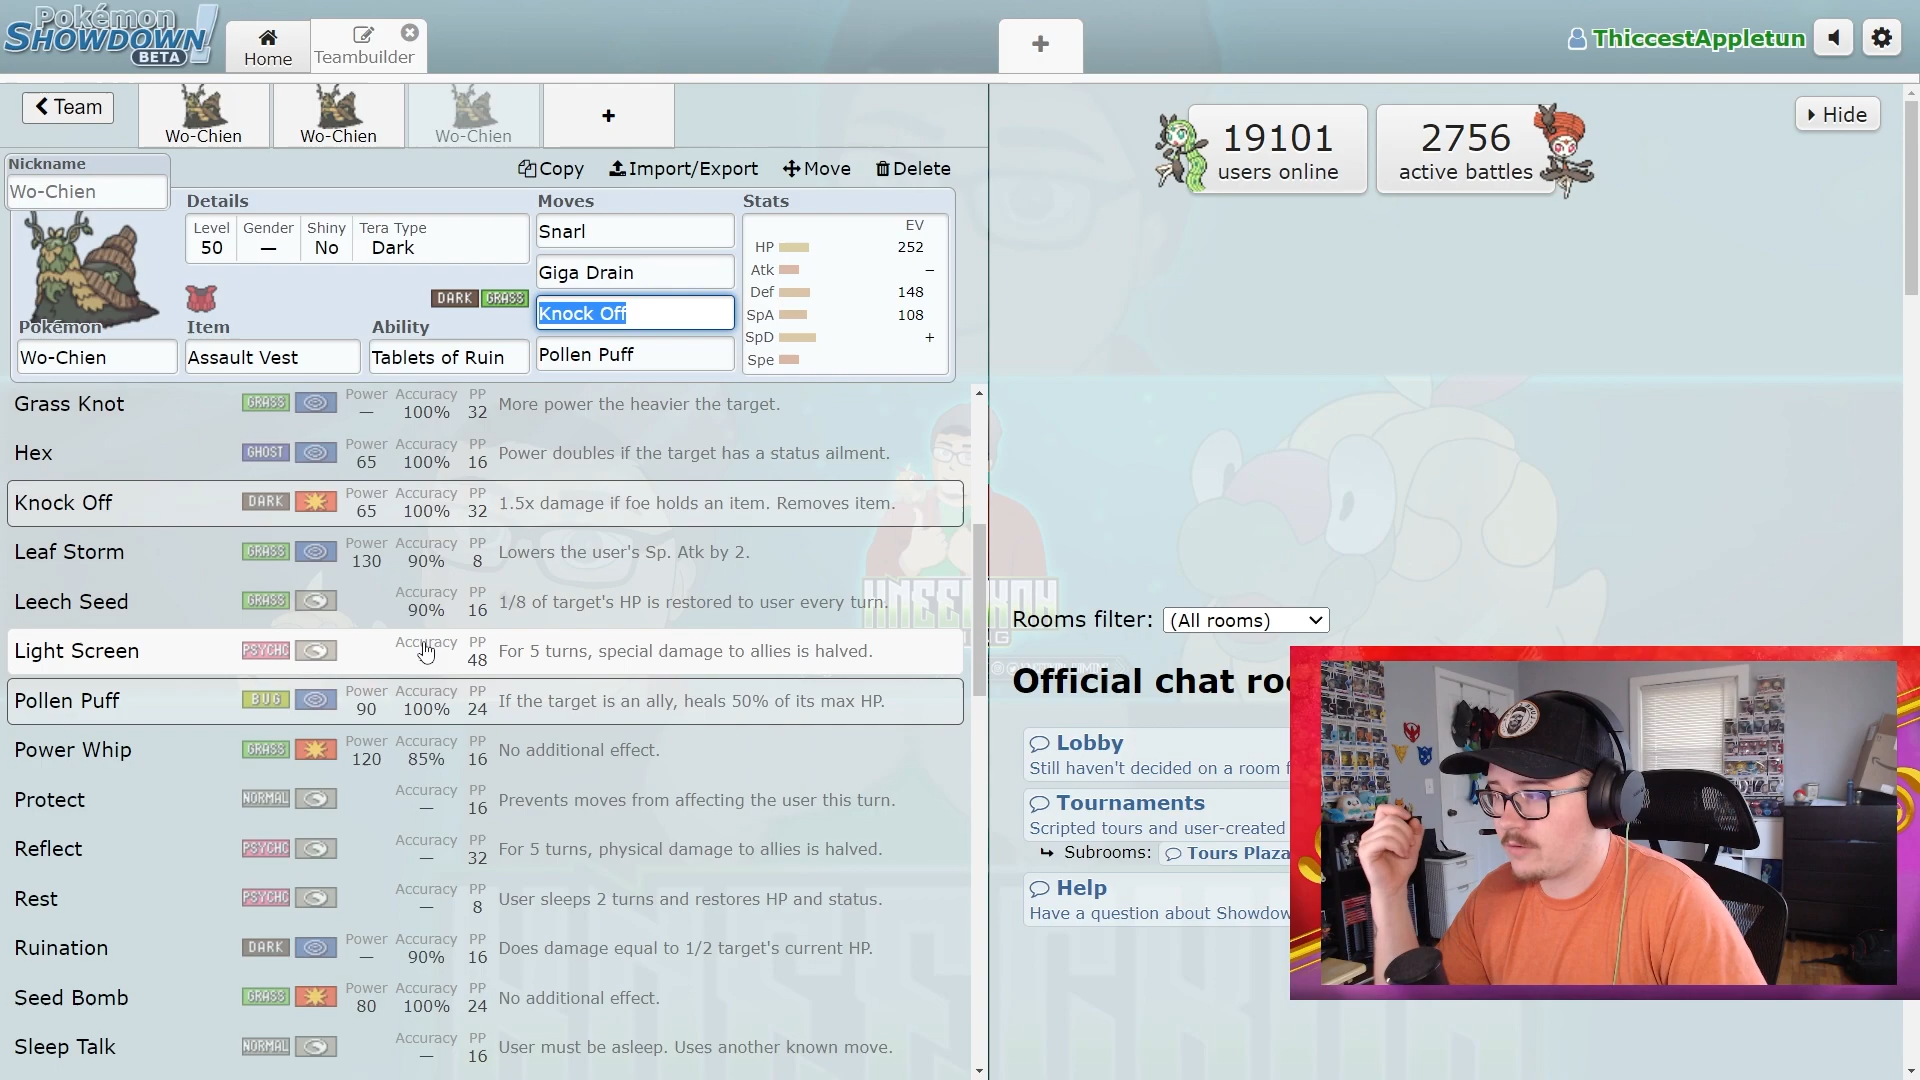 Pokémon
SHOWDOWN!
BETA
Home
Teambuilder
+
ThiccestAppletun
Team
Wo-Chien
Wo-Chien
Wo-Chien
+
19101
users online
2756
active battles
Hide
Nickname
Wo-Chien
Copy
Import/Export
Move
Delete
Details
Level
50
Gender
—
Shiny
No
Tera Type
Dark
DARK GRASS
Pokémon
Wo-Chien
Item
Assault Vest
Ability
Tablets of Ruin
Moves
Snarl
Giga Drain
Knock Off
Pollen Puff
Stats
EV
HP 252
Atk –
Def 148
SpA 108
SpD +
Spe
Grass Knot GRASS Power — Accuracy 100% PP 32 More power the heavier the target.
Hex GHOST Power 65 Accuracy 100% PP 16 Power doubles if the target has a status ailment.
Knock Off DARK Power 65 Accuracy 100% PP 32 1.5x damage if foe holds an item. Removes item.
Leaf Storm GRASS Power 130 Accuracy 90% PP 8 Lowers the user's Sp. Atk by 2.
Leech Seed GRASS Accuracy 90% PP 16 1/8 of target's HP is restored to user every turn.
Light Screen PSYCHC Accuracy PP 48 For 5 turns, special damage to allies is halved.
Pollen Puff BUG Power 90 Accuracy 100% PP 24 If the target is an ally, heals 50% of its max HP.
Power Whip GRASS Power 120 Accuracy 85% PP 16 No additional effect.
Protect NORMAL Accuracy — PP 16 Prevents moves from affecting the user this turn.
Reflect PSYCHC Accuracy — PP 32 For 5 turns, physical damage to allies is halved.
Rest PSYCHC Accuracy — PP 8 User sleeps 2 turns and restores HP and status.
Ruination DARK Power — Accuracy 90% PP 16 Does damage equal to 1/2 target's current HP.
Seed Bomb GRASS Power 80 Accuracy 100% PP 24 No additional effect.
Sleep Talk NORMAL Accuracy — PP 16 User must be asleep. Uses another known move.
Rooms filter: (All rooms)
Official chat roo
Lobby
Still haven't decided on a room f
Tournaments
Scripted tours and user-created
Subrooms: Tours Plaza
Help
Have a question about Showdow